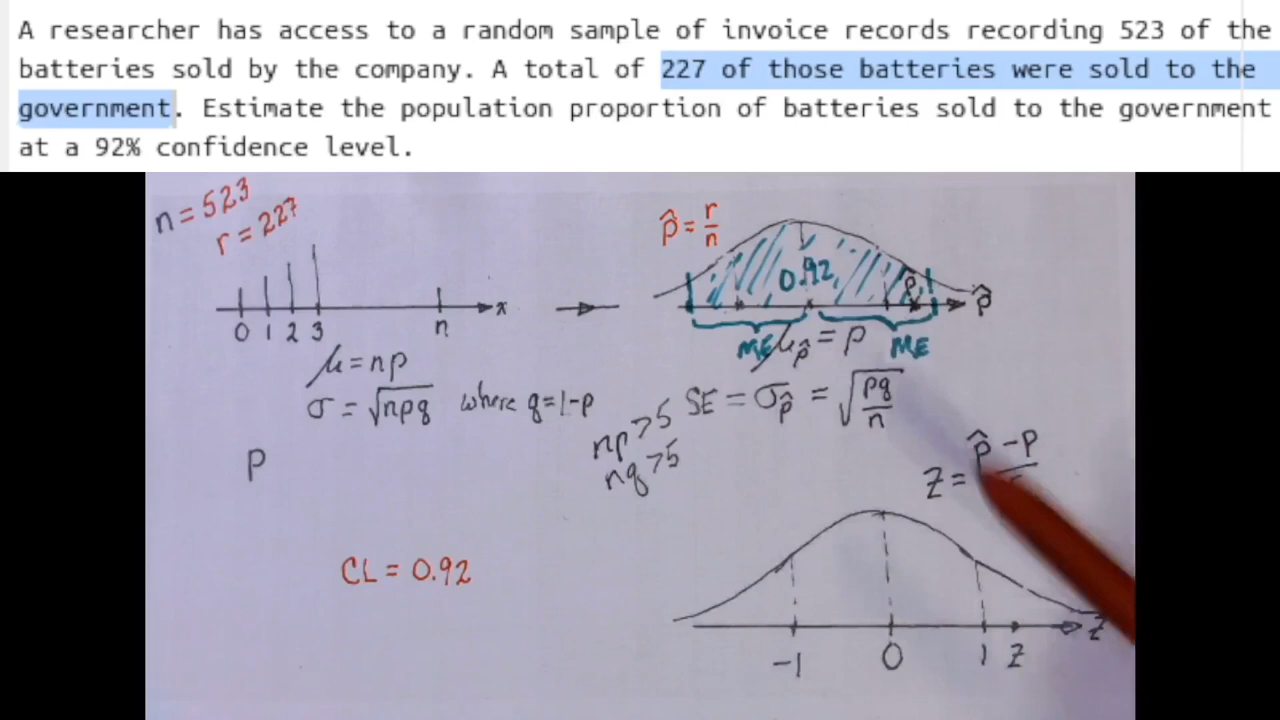 A researcher has access to a random sample of invoice records recording 523 of the
batteries sold by the company. A total of 227 of those batteries were sold to the
government. Estimate the population proportion of batteries sold to the government
at a 92% confidence level.
n = 523
r = 227
p̂ = r/n
0.92
p̂
0 1 2 3 n x
p̂
ME μp̂ = p ME
μ = np
σ = √npq where q = 1-p
SE = σp̂ = √pq/n
np > 5
nq > 5
p
z = p̂ - p
CL = 0.92
-1 0 1 z
z